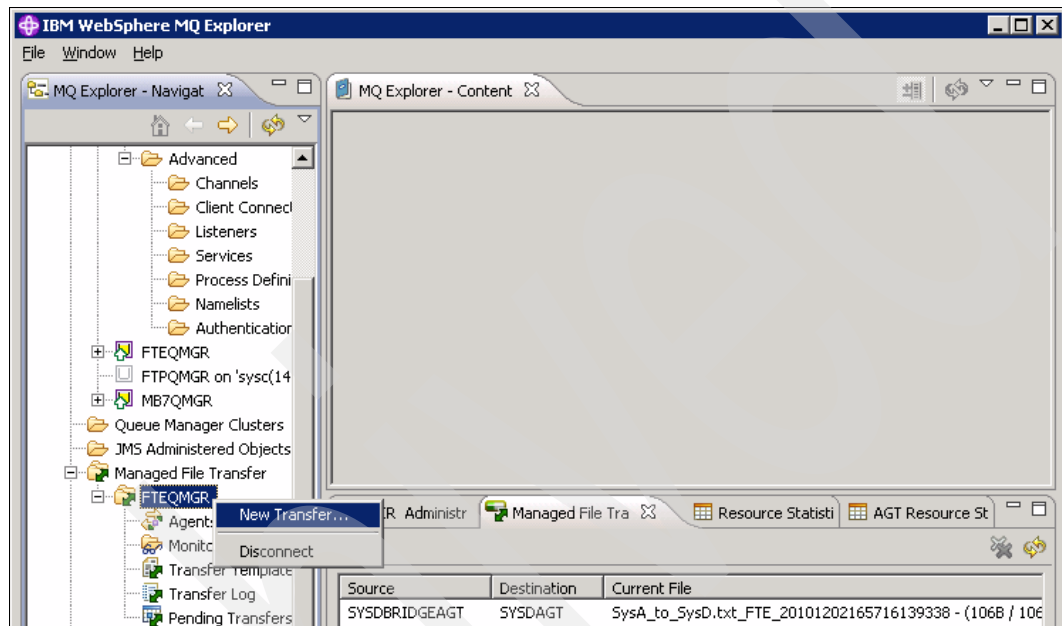 IBM WebSphere MQ Explorer
File Window Help
MQ Explorer - Navigat
MQ Explorer - Content
Advanced
Channels
Client Connect
Listeners
Services
Process Defini
Namelists
Authentication
FTEQMGR
FTPQMGR on 'sysc(14
MB7QMGR
Queue Manager Clusters
JMS Administered Objects
Managed File Transfer
FTEQMGR
New Transfer...
Agent
Disconnect
Monito
Transfer Template
Transfer Log
Pending Transfers
R Administr
Managed File Tra
Resource Statisti
AGT Resource St
Source Destination Current File
SYSDBRIDGEAGT SYSDAGT SysA_to_SysD.txt_FTE_20101202165716139338 - (106B / 106